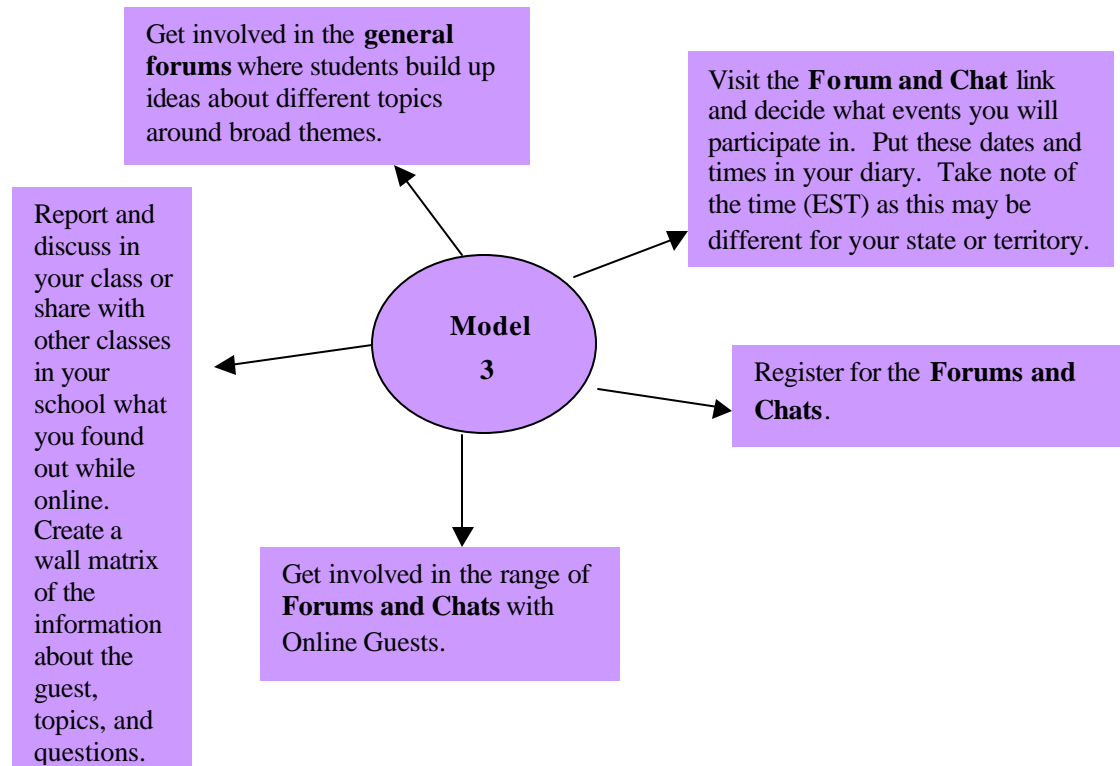 Get involved in the general
forums where students build up
ideas about different topics
around broad themes.
Visit the Forum and Chat link
and decide what events you will
participate in. Put these dates and
times in your diary. Take note of
the time (EST) as this may be
different for your state or territory.
Report and
discuss in
your class or
share with
other classes
in your
school what
you found
out while
online.
Create a
wall matrix
of the
information
about the
guest,
topics, and
questions.
Model
3
Register for the Forums and
Chats.
Get involved in the range of
Forums and Chats with
Online Guests.